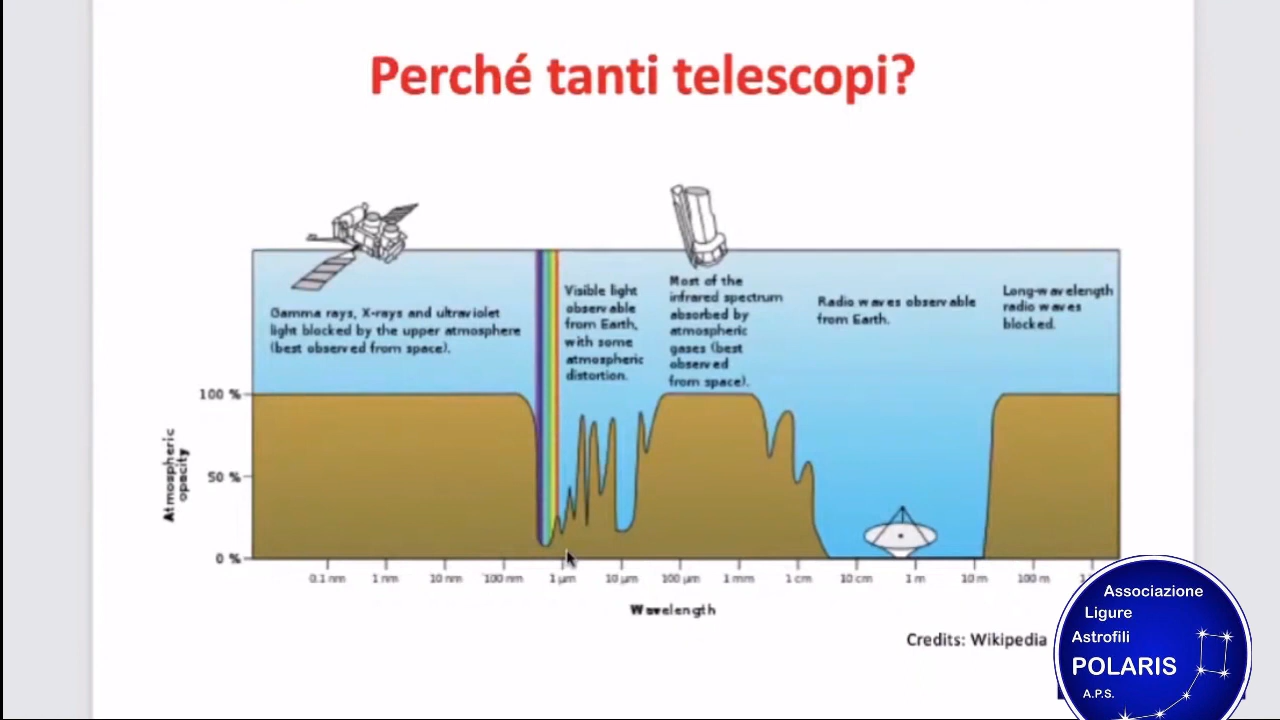 Perché tanti telescopi?
Gamma rays, X-rays and ultraviolet
light blocked by the upper atmosphere
(best observed from space).
Visible light
observable
from Earth,
with some
atmospheric
distortion.
Most of the
infrared spectrum
absorbed by
atmospheric
gases (best
observed
from space).
Radio waves observable
from Earth.
Long-wavelength
radio waves
blocked.
Atmospheric
opacity
100 %
50 %
0 %
0.1 nm 1 nm 10 nm 100 nm 1 μm 10 μm 100 μm 1 mm 1 cm 10 cm 1 m 10 m 100 m
Wavelength
Credits: Wikipedia
Associazione
Ligure
Astrofili
POLARIS
A.P.S.